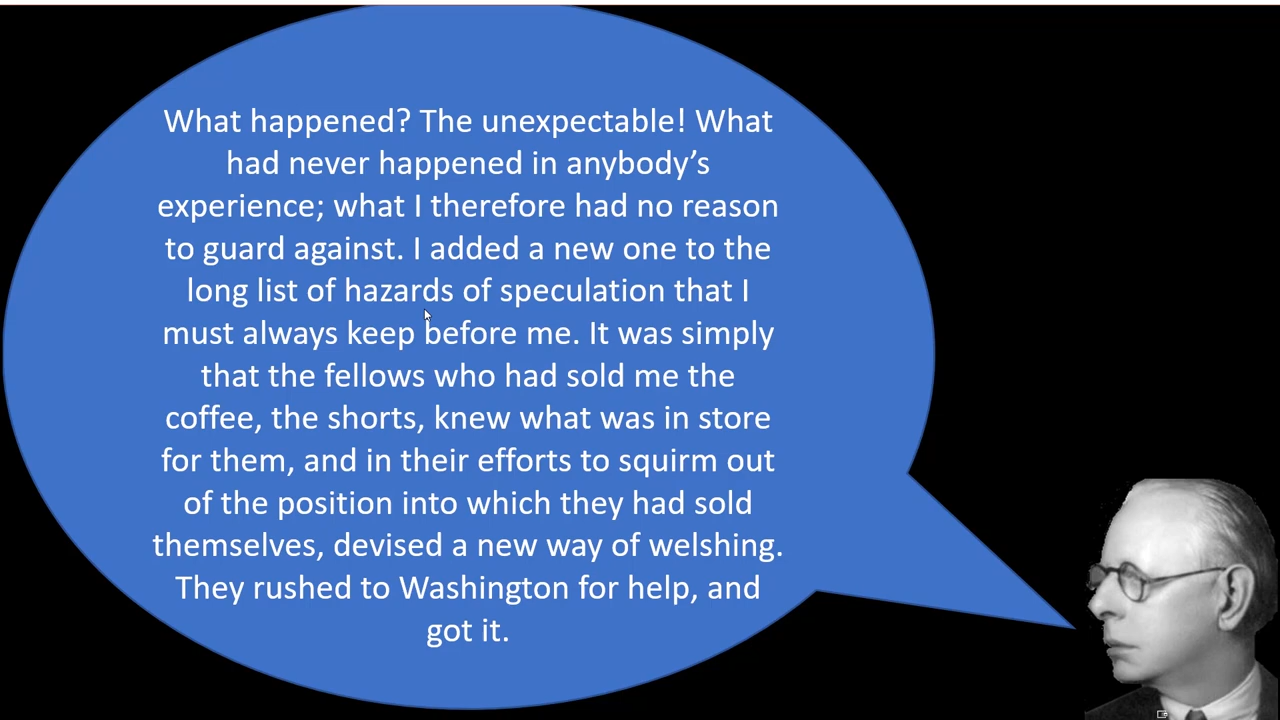 What happened? The unexpectable! What
had never happened in anybody’s
experience; what I therefore had no reason
to guard against. I added a new one to the
long list of hazards of speculation that I
must always keep before me. It was simply
that the fellows who had sold me the
coffee, the shorts, knew what was in store
for them, and in their efforts to squirm out
of the position into which they had sold
themselves, devised a new way of welshing.
They rushed to Washington for help, and
got it.